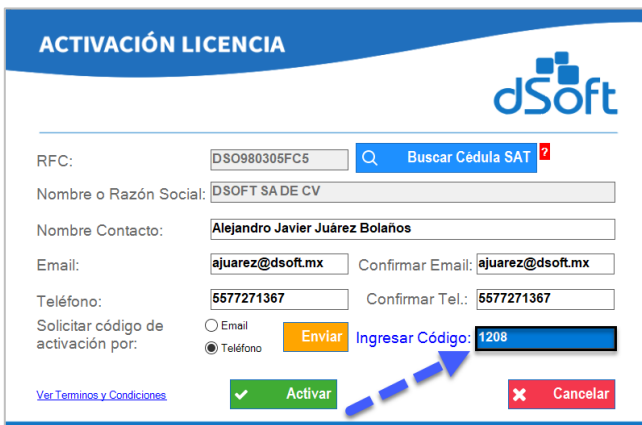 ACTIVACIÓN LICENCIA
dSoft
RFC: DSO980305FC5 Buscar Cédula SAT ?
Nombre o Razón Social: DSOFT SA DE CV
Nombre Contacto: Alejandro Javier Juárez Bolaños
Email: ajuarez@dsoft.mx Confirmar Email: ajuarez@dsoft.mx
Teléfono: 5577271367 Confirmar Tel.: 5577271367
Solicitar código de
activación por:
Email
Teléfono
Enviar Ingresar Código: 1208
Ver Terminos y Condiciones Activar Cancelar